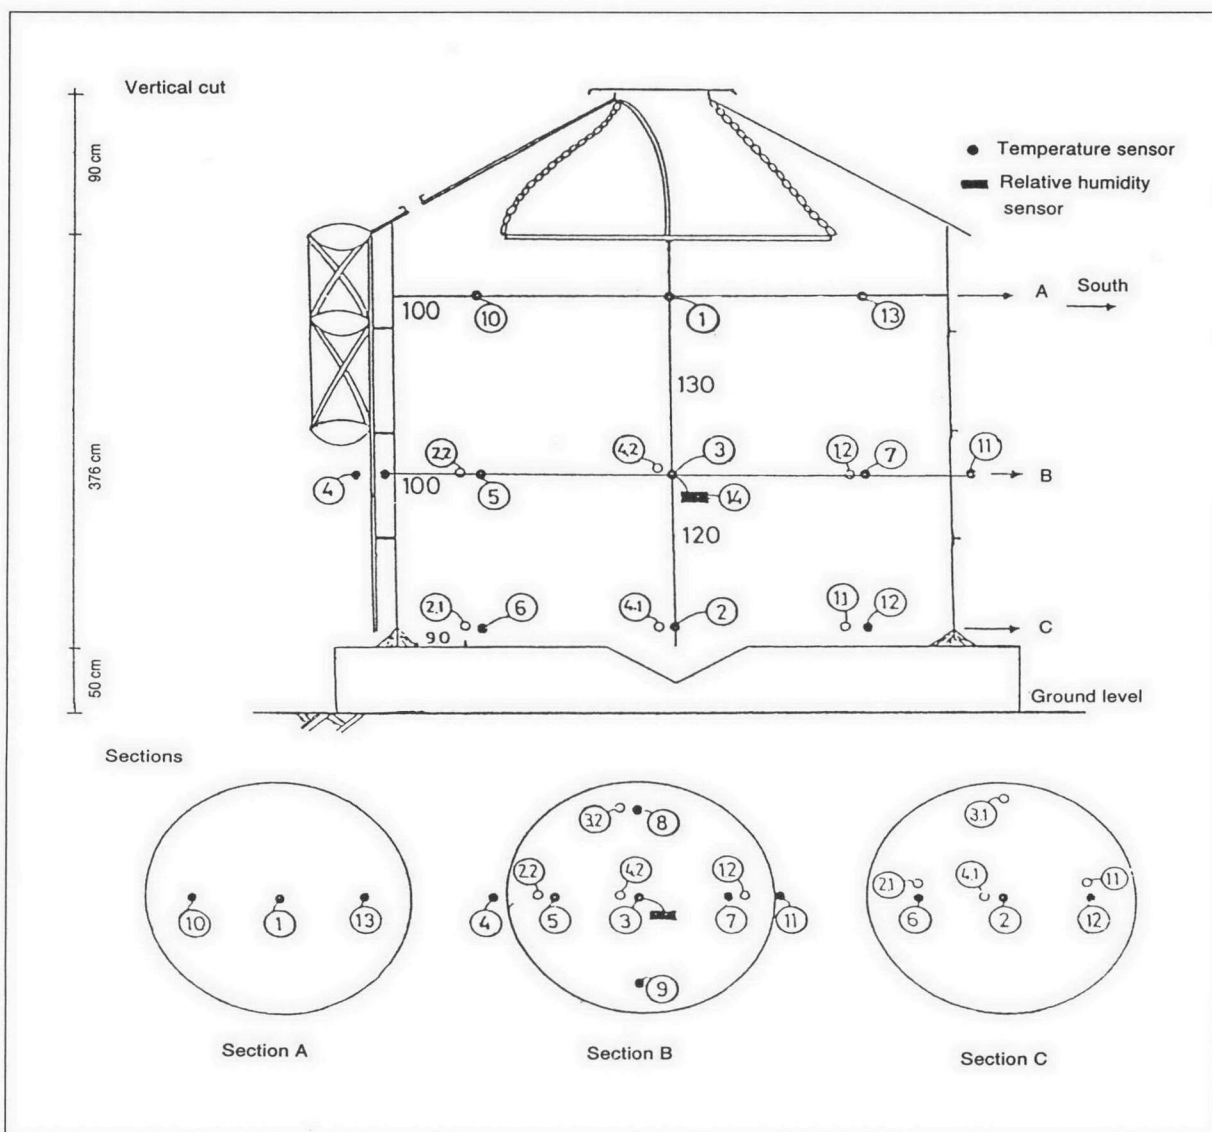 Vertical cut
90 cm
Temperature sensor
Relative humidity
sensor
A
South
100
10
1
13
130
376 cm
2.2
4.2
3
1.2
7
11
4
100
5
14
B
120
2.1
6
4.1
2
1.1
12
C
90
50 cm
Ground level
Sections
3.2
8
3.1
2.2
4.2
1.2
2.1
4.1
1.1
10
1
13
4
5
3
7
11
6
2
12
9
Section A
Section B
Section C